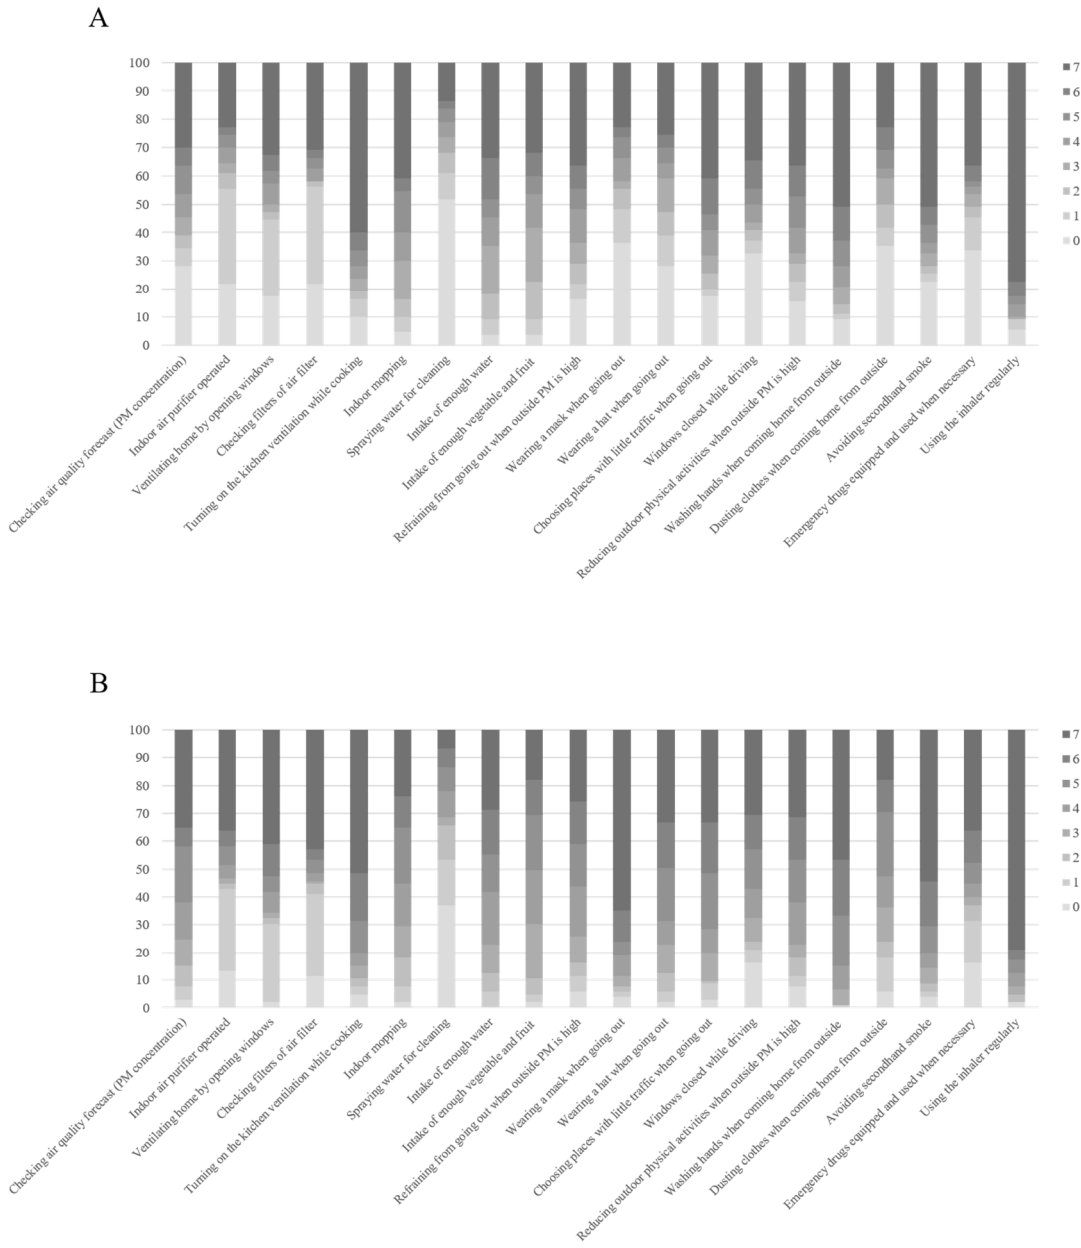 A
100
90
80
70
60
50
40
30
20
10
0
7
6
5
4
3
2
1
0
Checking air quality forecast (PM concentration)
Indoor air purifier operated
Ventilating home by opening windows
Checking filters of air filter
Turning on the kitchen ventilation while cooking
Indoor mopping
Spraying water for cleaning
Intake of enough water
Intake of enough vegetable and fruit
Refraining from going out when outside PM is high
Wearing a mask when going out
Wearing a hat when going out
Choosing places with little traffic when going out
Windows closed while driving
Reducing outdoor physical activities when outside PM is high
Washing hands when coming home from outside
Dusting clothes when coming home from outside
Avoiding secondhand smoke
Emergency drugs equipped and used when necessary
Using the inhaler regularly
B
100
90
80
70
60
50
40
30
20
10
0
7
6
5
4
3
2
1
0
Checking air quality forecast (PM concentration)
Indoor air purifier operated
Ventilating home by opening windows
Checking filters of air filter
Turning on the kitchen ventilation while cooking
Indoor mopping
Spraying water for cleaning
Intake of enough water
Intake of enough vegetable and fruit
Refraining from going out when outside PM is high
Wearing a mask when going out
Wearing a hat when going out
Choosing places with little traffic when going out
Windows closed while driving
Reducing outdoor physical activities when outside PM is high
Washing hands when coming home from outside
Dusting clothes when coming home from outside
Avoiding secondhand smoke
Emergency drugs equipped and used when necessary
Using the inhaler regularly